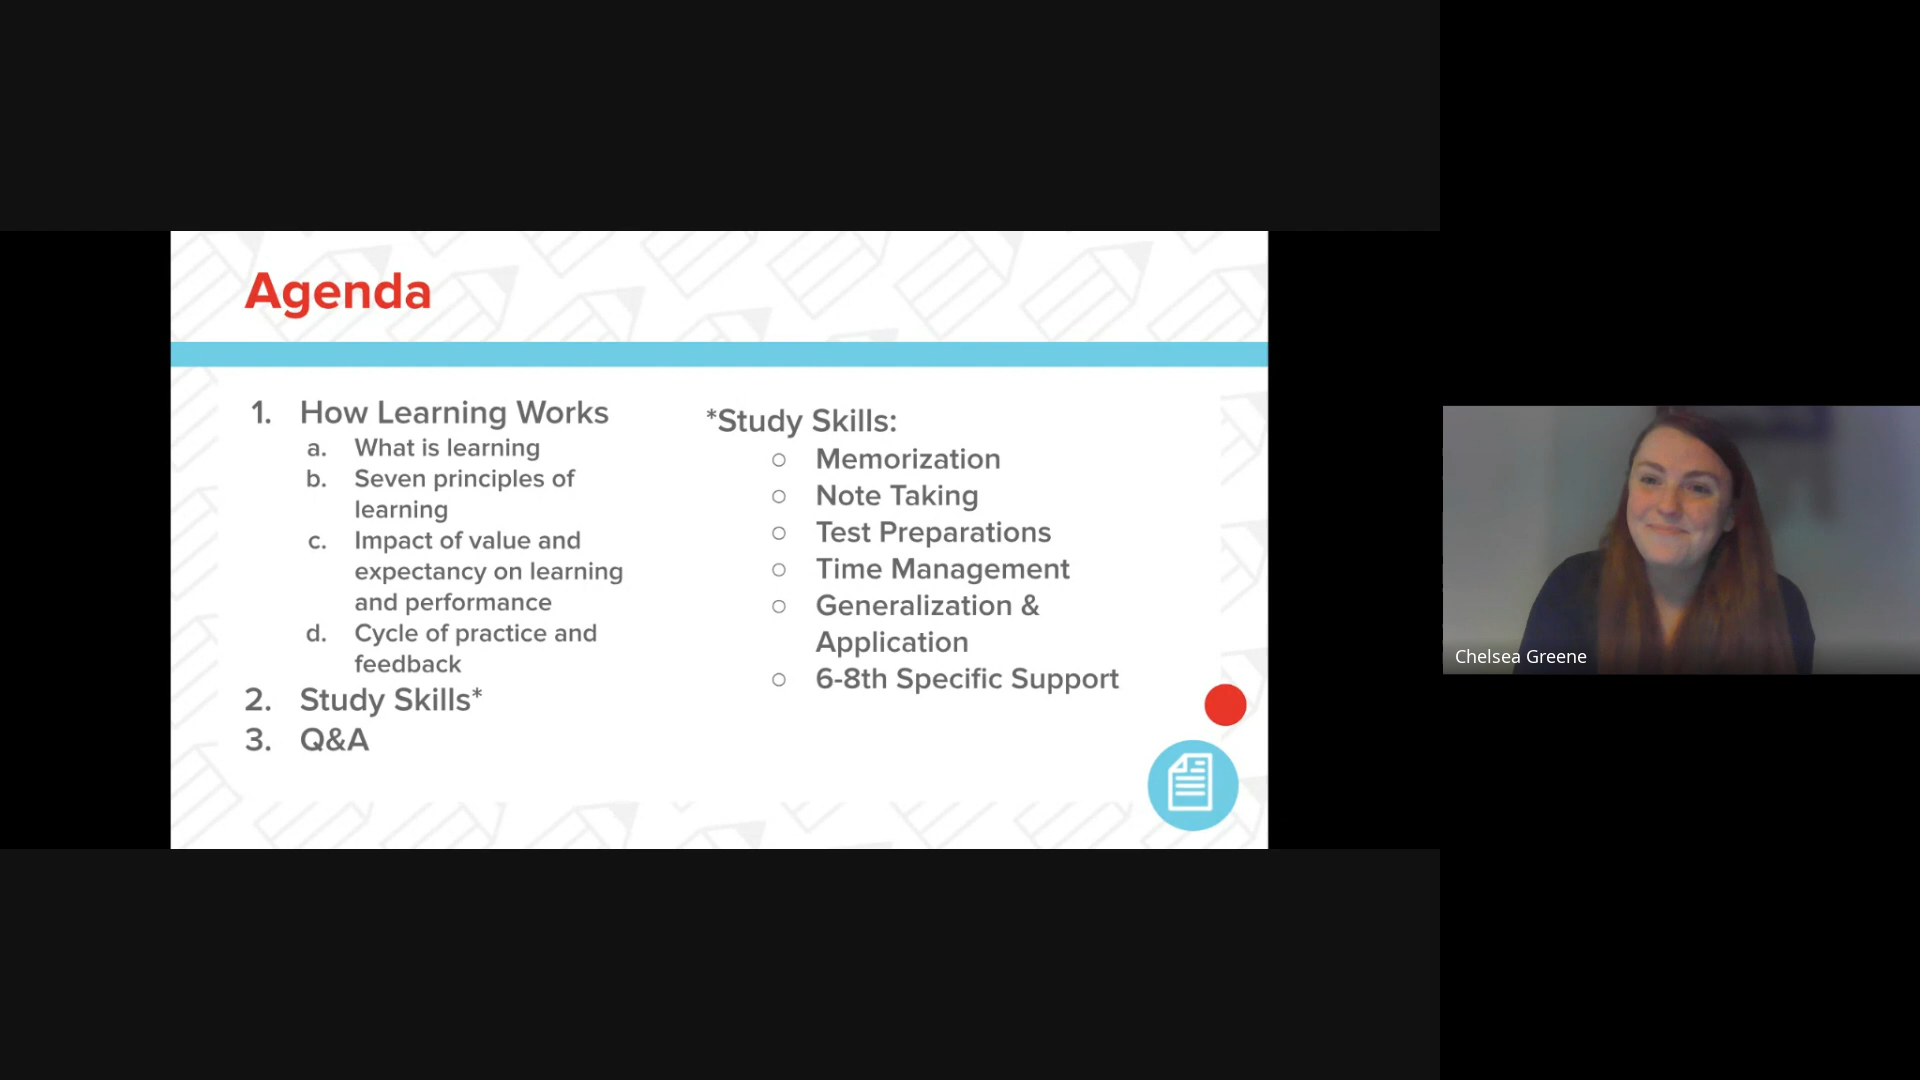 Agenda
1. How Learning Works
a. What is learning
b. Seven principles of
learning
c. Impact of value and
expectancy on learning
and performance
d. Cycle of practice and
feedback
2. Study Skills*
3. Q&A
*Study Skills:
○ Memorization
○ Note Taking
○ Test Preparations
○ Time Management
○ Generalization &
Application
○ 6-8th Specific Support
Chelsea Greene